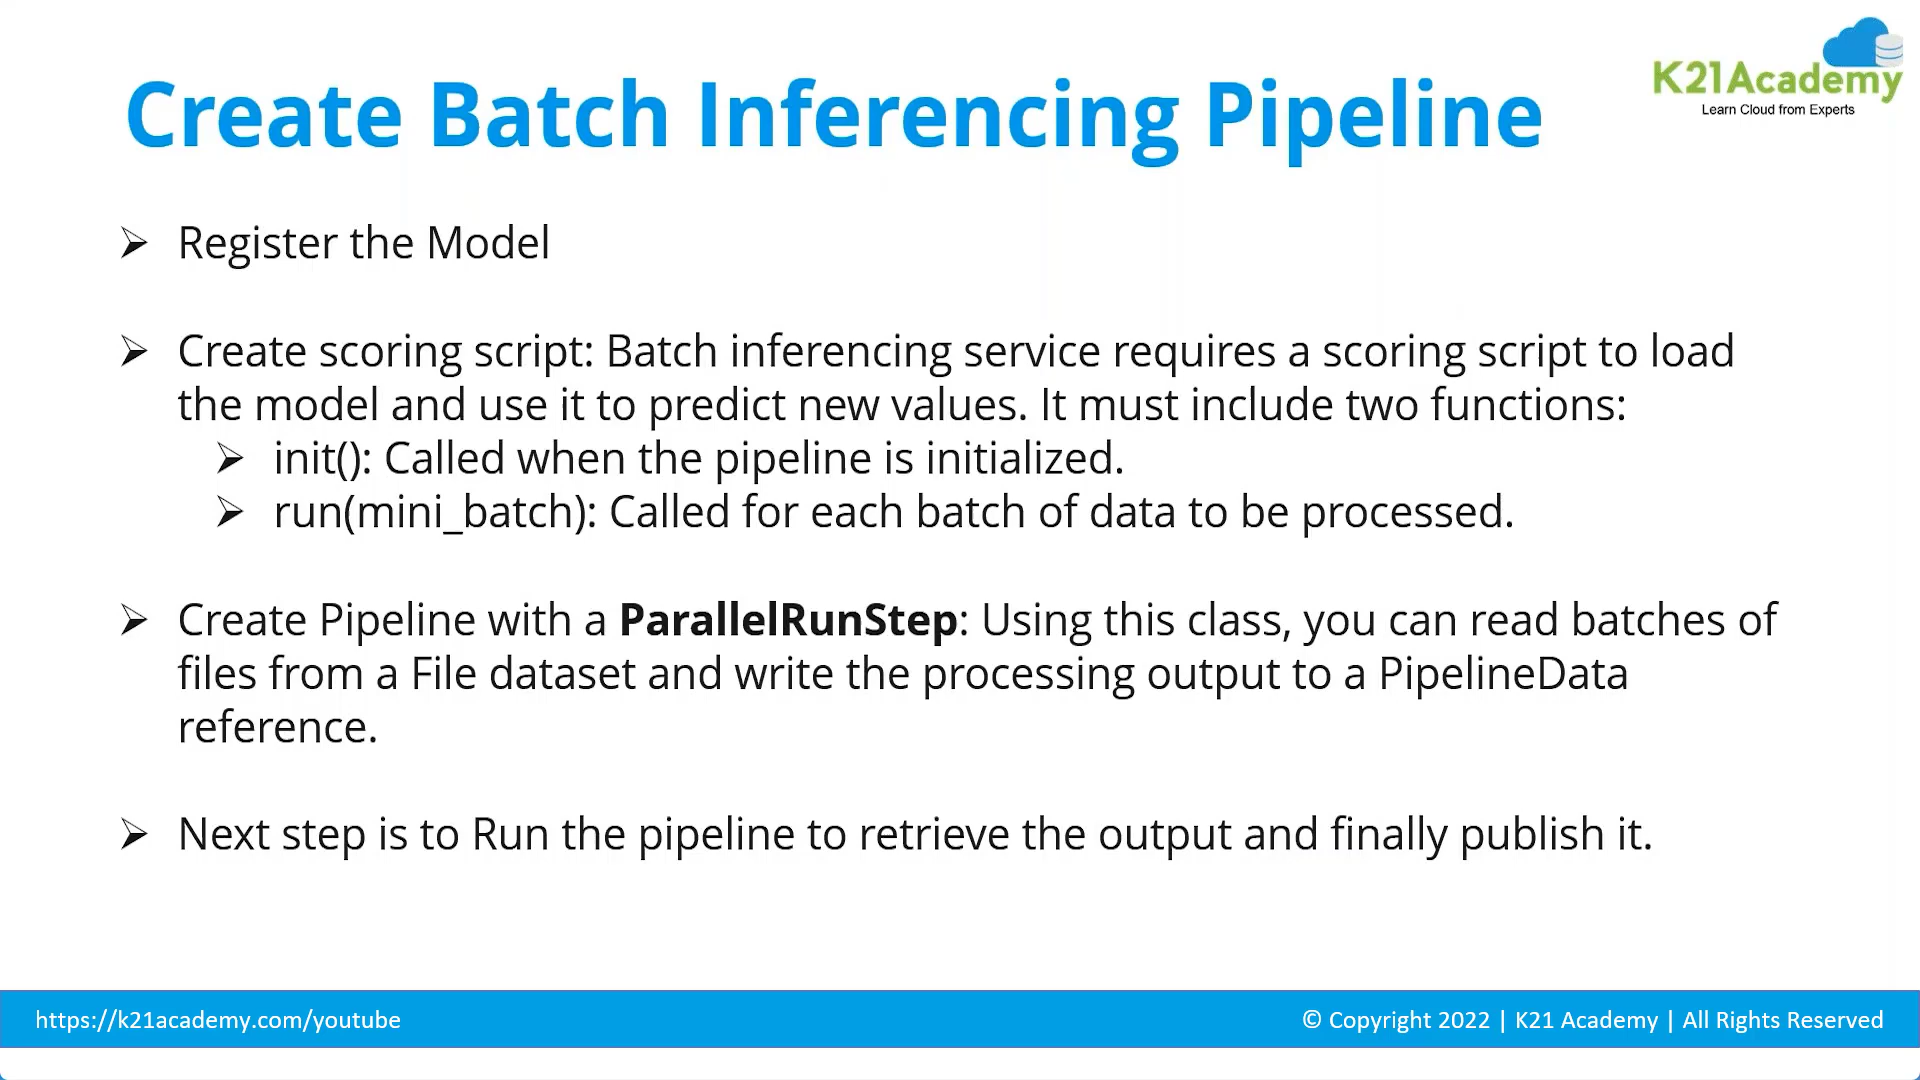 K21Academy
Learn Cloud from Experts
Create Batch Inferencing Pipeline
➢ Register the Model
➢ Create scoring script: Batch inferencing service requires a scoring script to load
the model and use it to predict new values. It must include two functions:
➢ init(): Called when the pipeline is initialized.
➢ run(mini_batch): Called for each batch of data to be processed.
➢ Create Pipeline with a ParallelRunStep: Using this class, you can read batches of
files from a File dataset and write the processing output to a PipelineData
reference.
➢ Next step is to Run the pipeline to retrieve the output and finally publish it.
https://k21academy.com/youtube
© Copyright 2022 | K21 Academy | All Rights Reserved